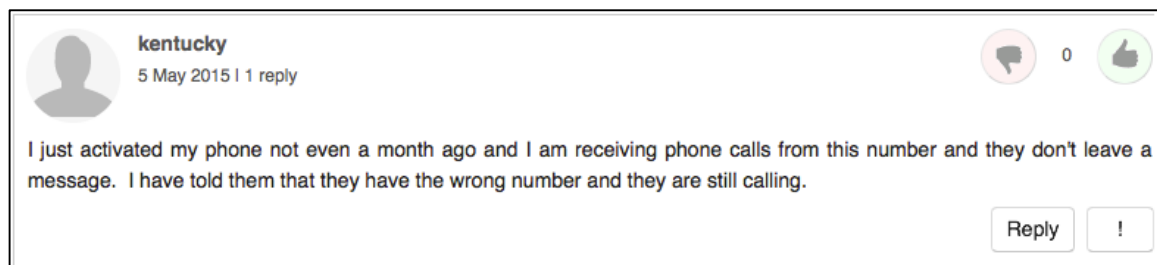 kentucky
5 May 2015 I 1 reply
0
I just activated my phone not even a month ago and I am receiving phone calls from this number and they don't leave a
message.  I have told them that they have the wrong number and they are still calling.
Reply
!